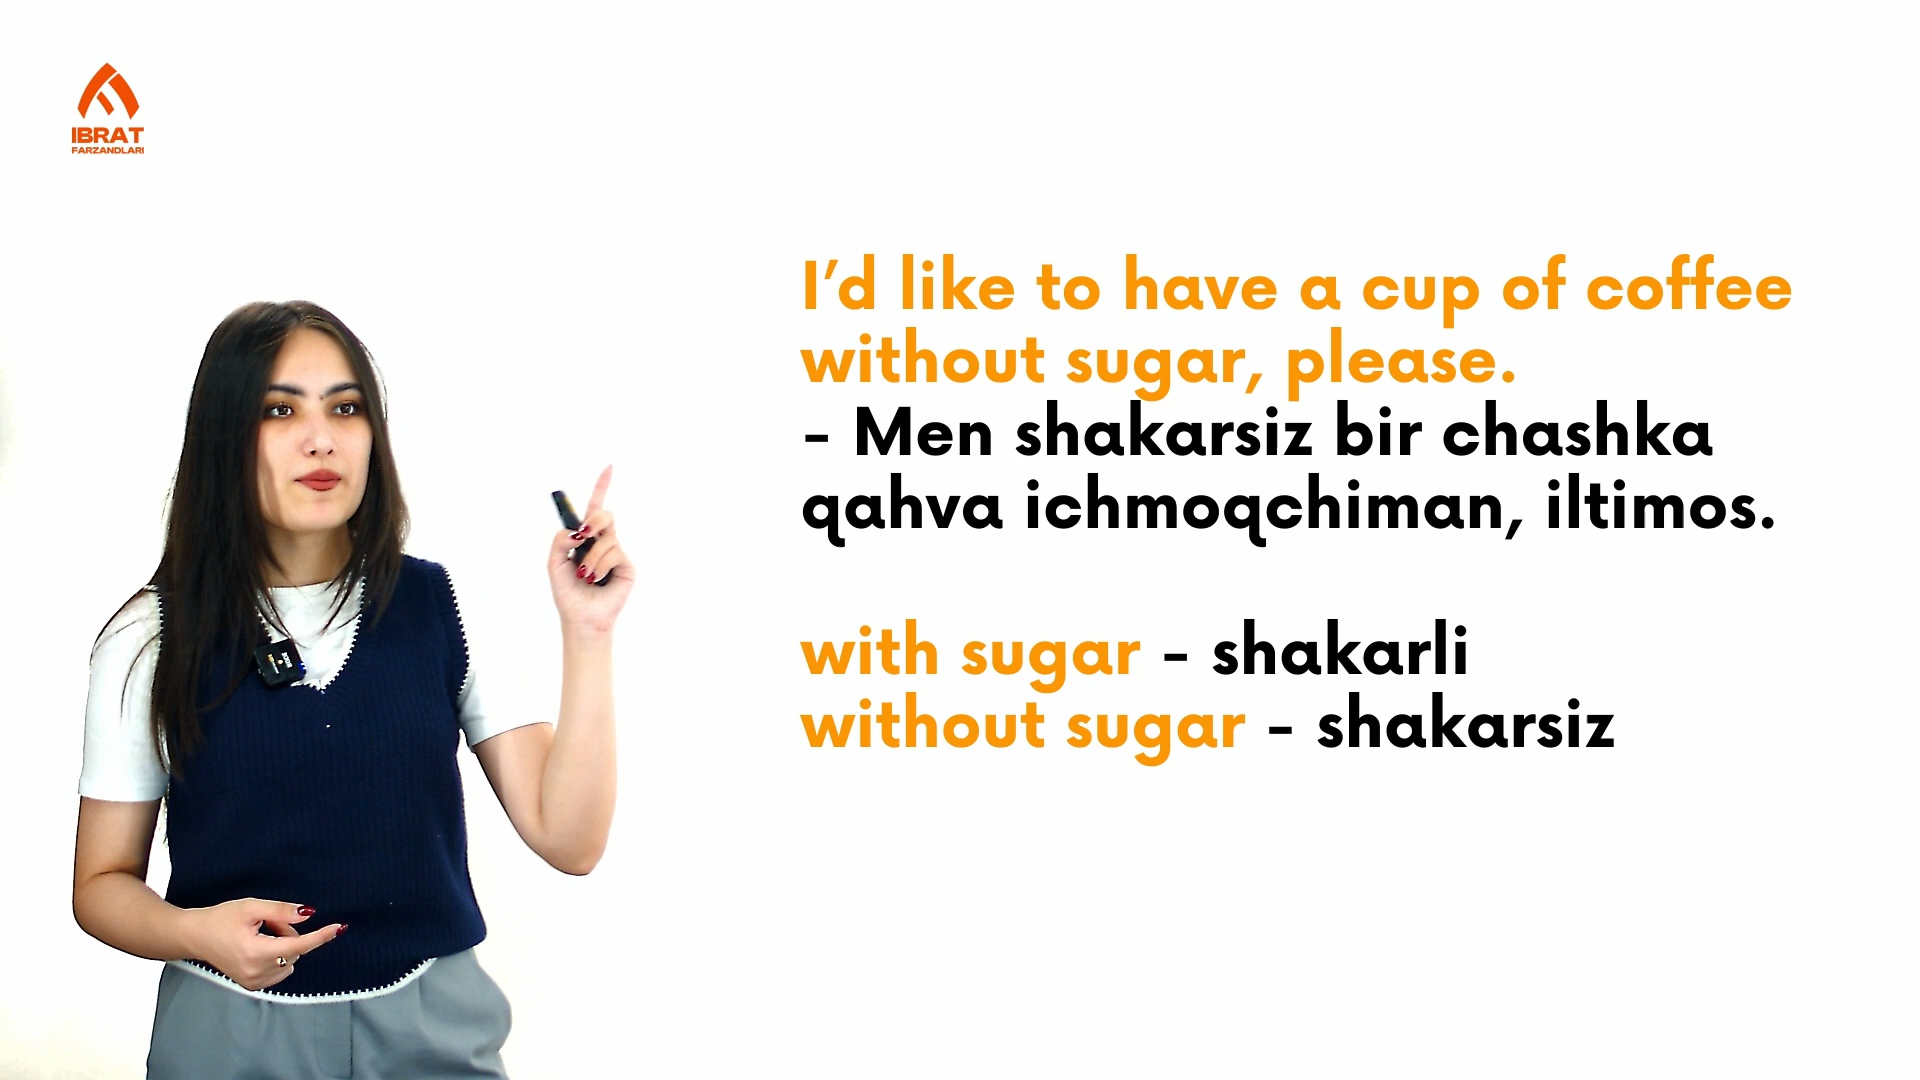 IBRAT
FARZANDLARI
I’d like to have a cup of coffee
without sugar, please.
- Men shakarsiz bir chashka
qahva ichmoqchiman, iltimos.
with sugar - shakarli
without sugar - shakarsiz